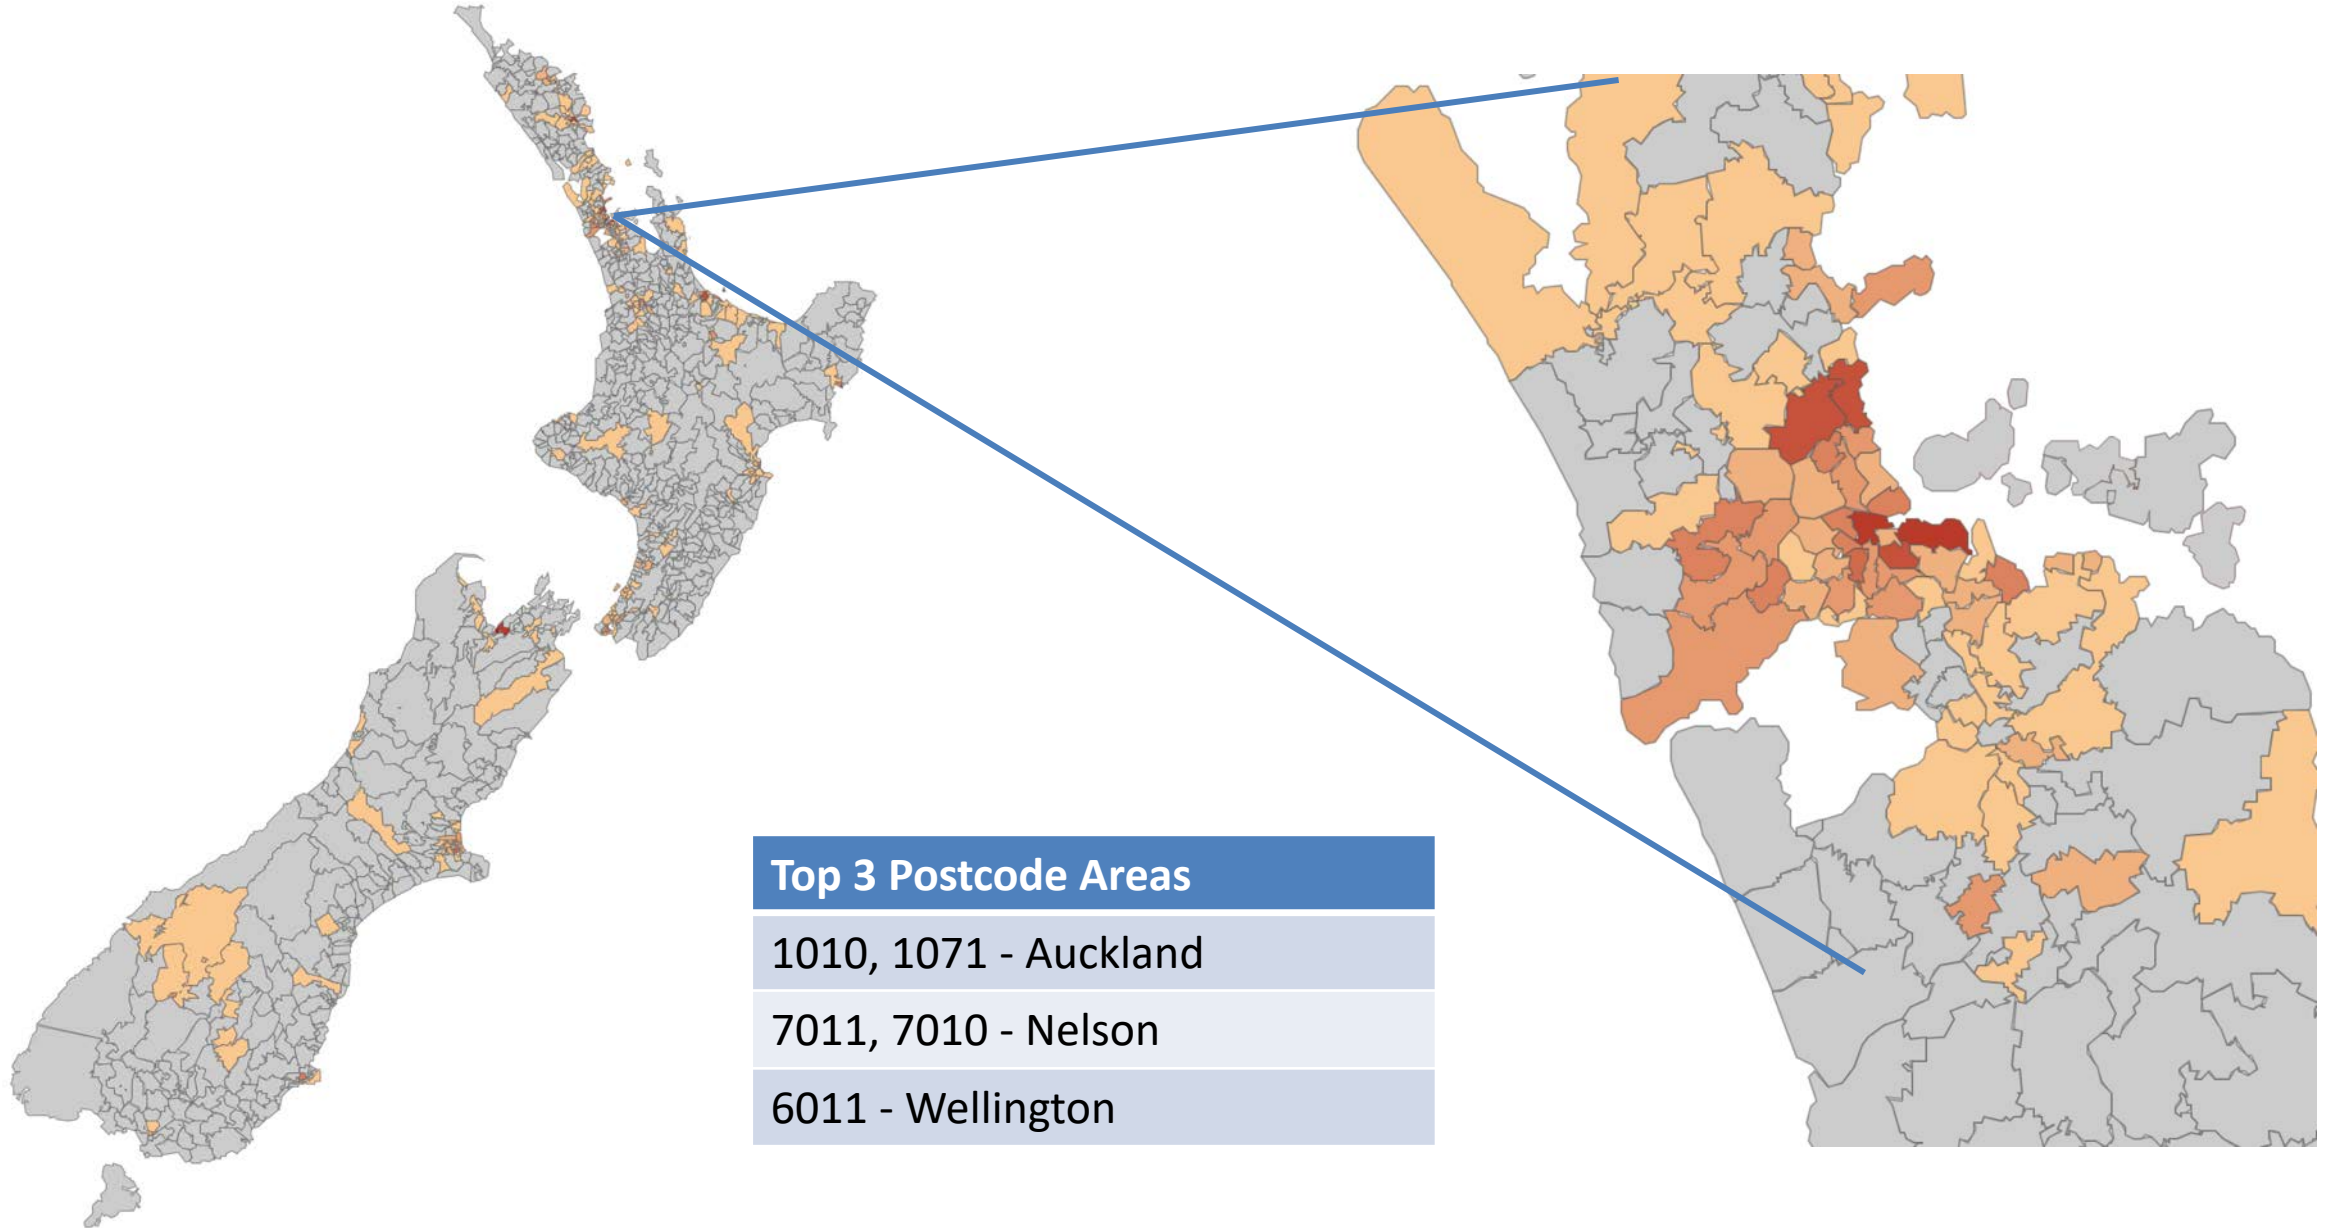 Top 3 Postcode Areas
1010, 1071 - Auckland
7011, 7010 - Nelson
6011 - Wellington